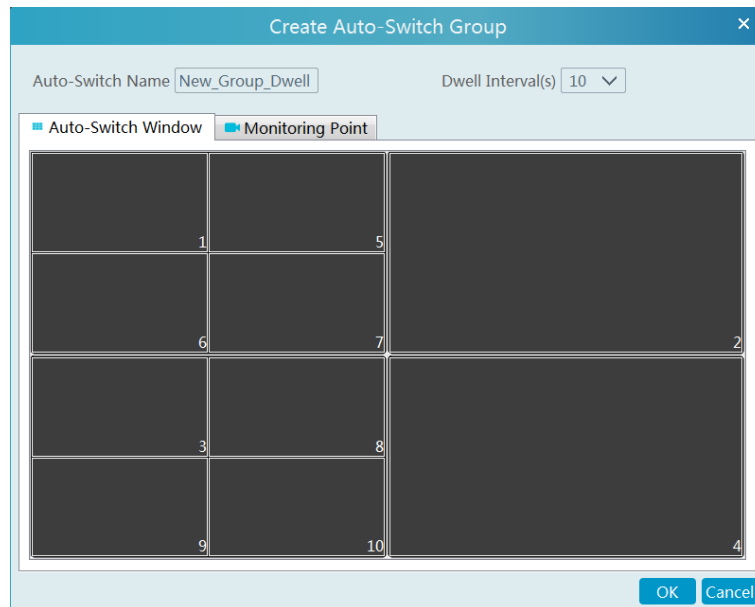 Create Auto-Switch Group
Auto-Switch Name New_Group_Dwell Dwell Interval(s) 10
Auto-Switch Window Monitoring Point
1 5
2
6 7
3 8
4
9 10
OK Cancel